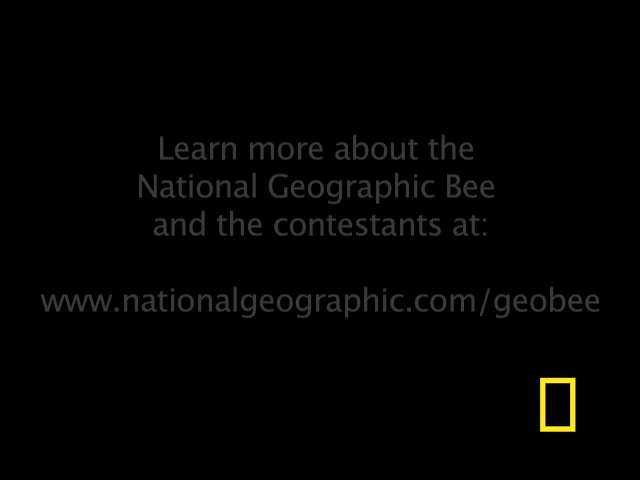 Learn more about the
National Geographic Bee
and the contestants at:
www.nationalgeographic.com/geobee